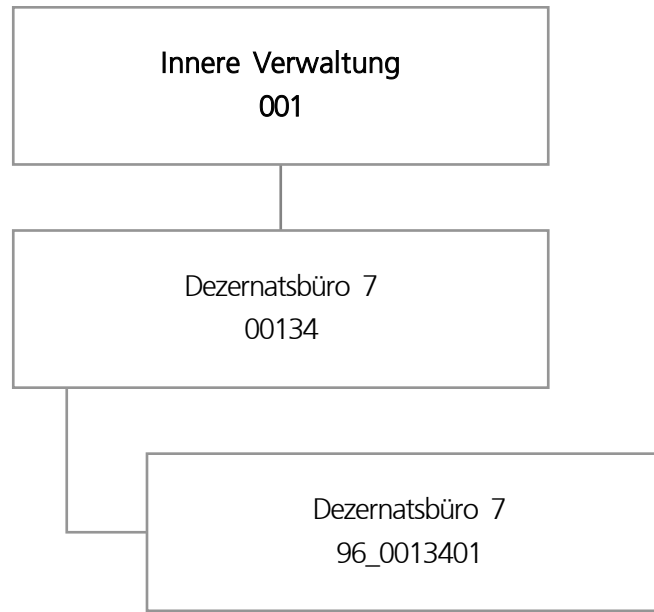 Innere Verwaltung
001
Dezernatsbüro 7
00134
Dezernatsbüro 7
96_0013401